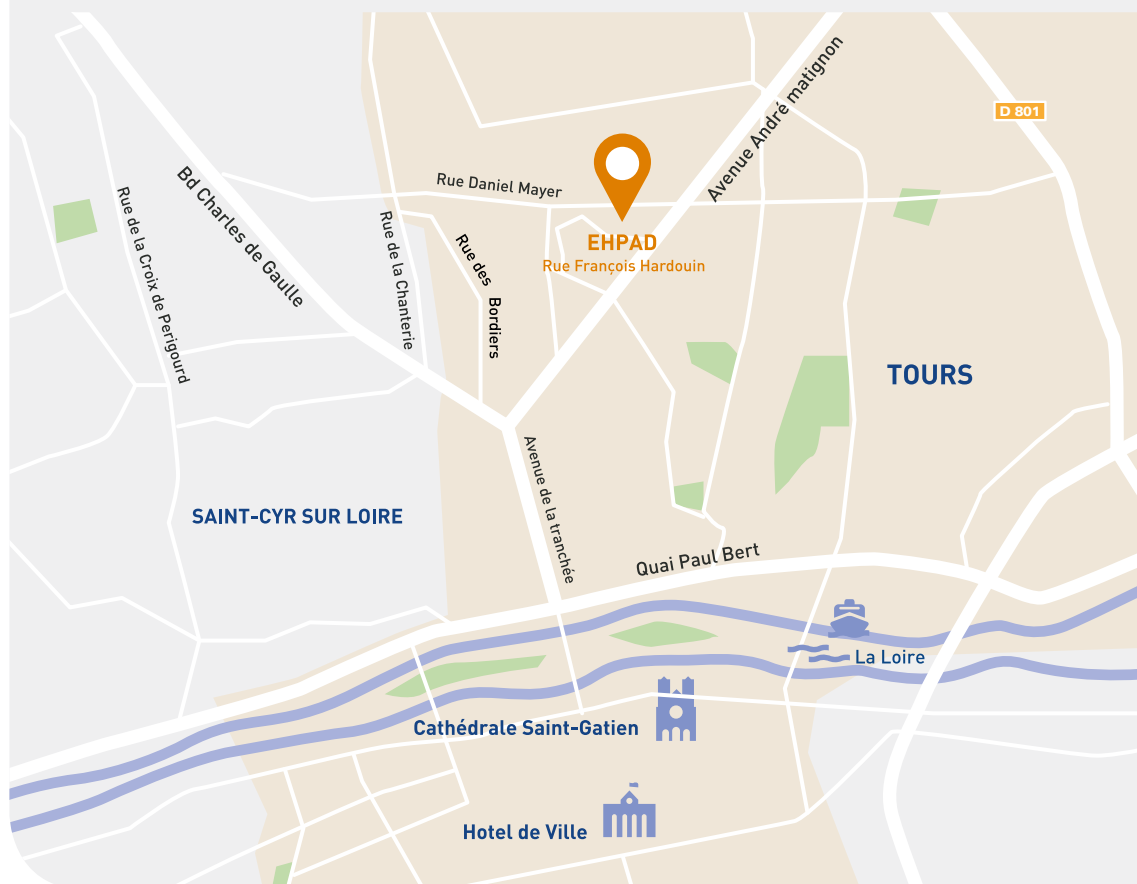 Avenue André matignon
D 801
Bd Charles de Gaulle
Rue Daniel Mayer
Rue de la Croix de Perigourd
Rue de la Chanterie
Rue des
Bordiers
EHPAD
Rue François Hardouin
TOURS
Avenue de la tranchée
SAINT-CYR SUR LOIRE
Quai Paul Bert
La Loire
Cathédrale Saint-Gatien
Hotel de Ville